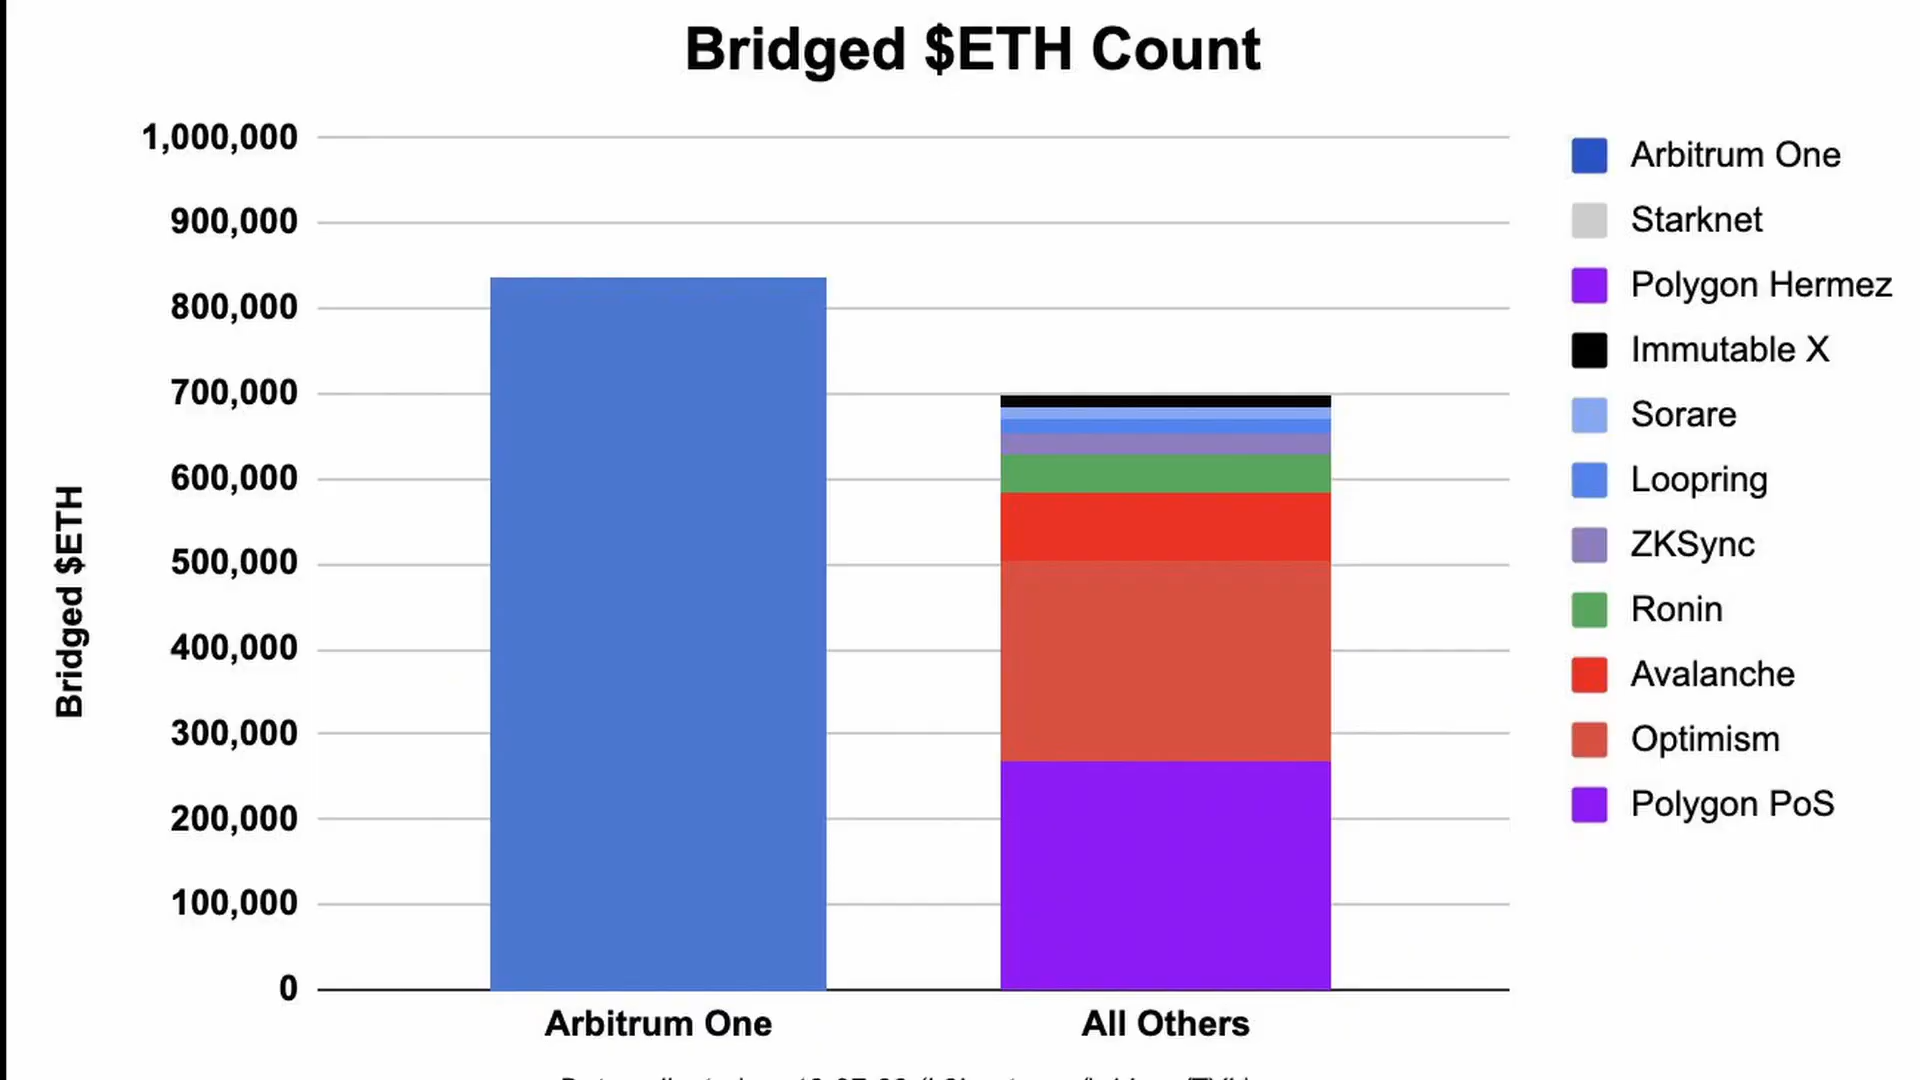 Bridged $ETH Count
1,000,000
900,000
800,000
700,000
600,000
500,000
400,000
300,000
200,000
100,000
0
Bridged $ETH
Arbitrum One
All Others
Arbitrum One
Starknet
Polygon Hermez
Immutable X
Sorare
Loopring
ZKSync
Ronin
Avalanche
Optimism
Polygon PoS